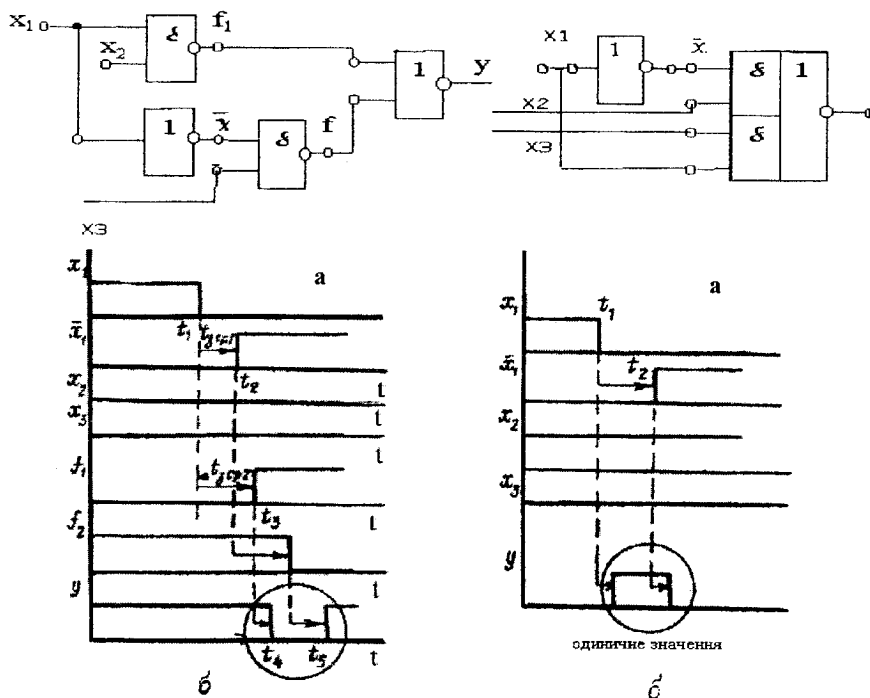 x₁ & f₁
x₂
1 y
1 x̄ & f
x3
x1 1 x̄
& 1
x2
&
x3
а
x₁
t₁
x̄₁
t₂
x₂ t
x₃ t
t
f₁
t₃ t
f₂
t
y
t₄ t₅ t
б
а
x₁ t₁
x̄₁ t₂
x₂
x₃
y
одиничне значення
б